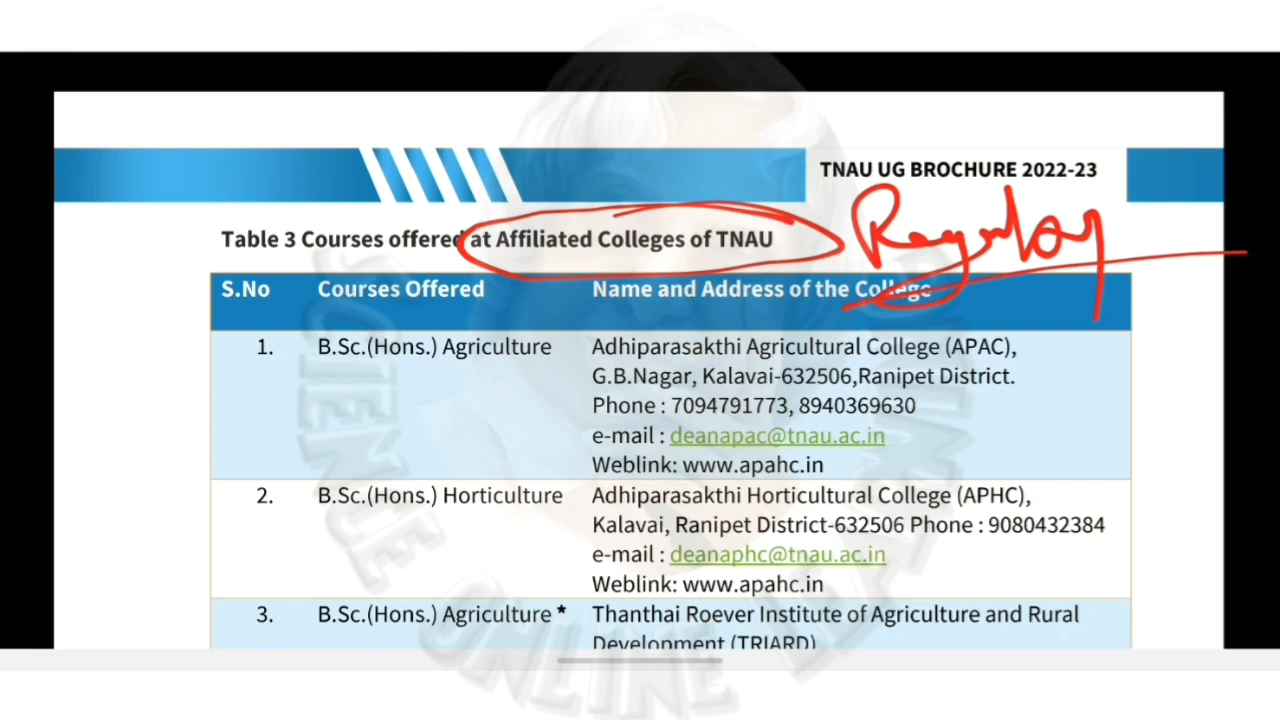 TNAU UG BROCHURE 2022-23
Table 3 Courses offered at Affiliated Colleges of TNAU
S.No Courses Offered Name and Address of the College
1. B.Sc.(Hons.) Agriculture Adhiparasakthi Agricultural College (APAC),
G.B.Nagar, Kalavai-632506,Ranipet District.
Phone : 7094791773, 8940369630
e-mail : deanapac@tnau.ac.in
Weblink: www.apahc.in
2. B.Sc.(Hons.) Horticulture Adhiparasakthi Horticultural College (APHC),
Kalavai, Ranipet District-632506 Phone : 9080432384
e-mail : deanaphc@tnau.ac.in
Weblink: www.apahc.in
3. B.Sc.(Hons.) Agriculture * Thanthai Roever Institute of Agriculture and Rural
Development (TRIARD)
SCIENCE ONLINE